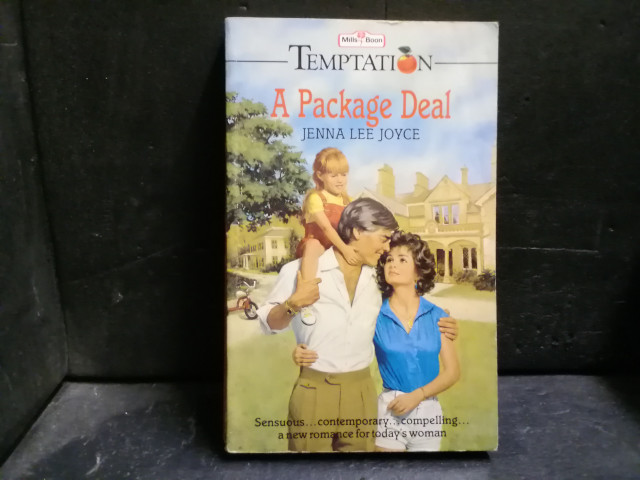 Mills & Boon
TEMPTATION
A Package Deal
JENNA LEE JOYCE
Sensuous...contemporary...compelling...
a new romance for today's woman